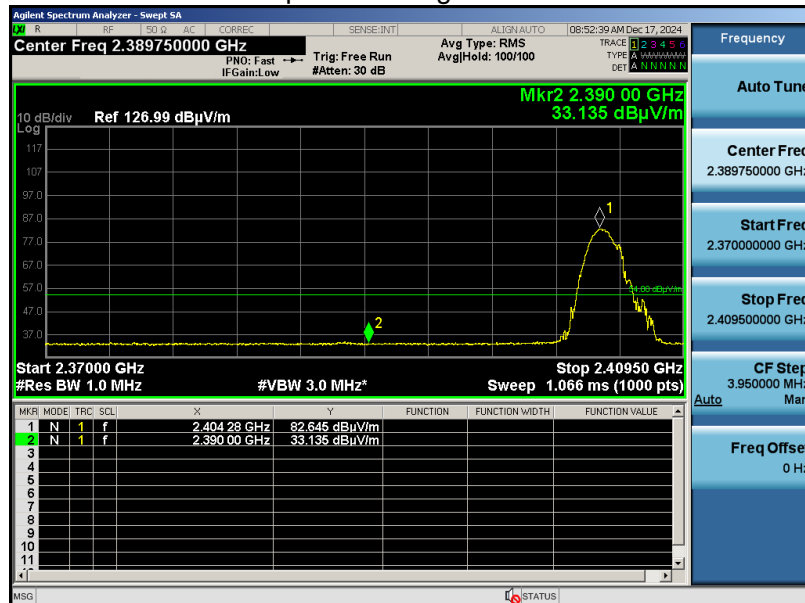 Agilent Spectrum Analyzer - Swept SA
LXI R RF 50 Ω AC CORREC SENSE:INT ALIGN AUTO 08:52:39 AM Dec 17, 2024
Center Freq 2.389750000 GHz
PNO: Fast
IFGain:Low
Trig: Free Run
#Atten: 30 dB
Avg Type: RMS
Avg|Hold: 100/100
TRACE 1 2 3 4 5 6
TYPE A WWWWW
DET A N N N N N
Mkr2 2.390 00 GHz
33.135 dBµV/m
10 dB/div Ref 126.99 dBµV/m
Log
117
107
97.0
87.0
77.0
67.0
57.0
47.0
37.0
1
2
54.00 dBµV/m
Start 2.37000 GHz Stop 2.40950 GHz
#Res BW 1.0 MHz #VBW 3.0 MHz* Sweep 1.066 ms (1000 pts)
MKR MODE TRC SCL X Y FUNCTION FUNCTION WIDTH FUNCTION VALUE
1 N 1 f 2.404 28 GHz 82.645 dBµV/m
2 N 1 f 2.390 00 GHz 33.135 dBµV/m
3
4
5
6
7
8
9
10
11
MSG STATUS
Frequency
Auto Tune
Center Freq
2.389750000 GHz
Start Freq
2.370000000 GHz
Stop Freq
2.409500000 GHz
CF Step
3.950000 MHz
Auto Man
Freq Offset
0 Hz